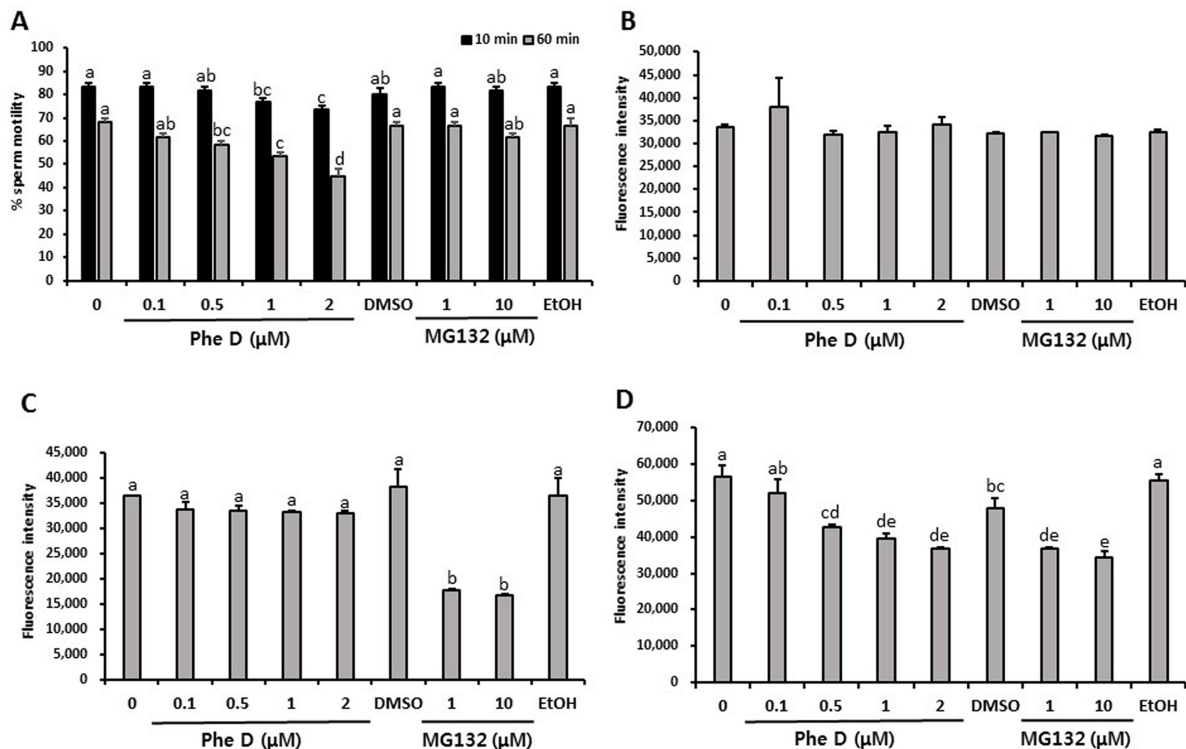 A
10 min 60 min
100
90
80
70
60
50
40
30
20
10
0
% sperm motility
a a ab bc c ab a ab a
a ab bc c d a a ab a
0 0.1 0.5 1 2 DMSO 1 10 EtOH
Phe D (μM) MG132 (μM)
B
50,000
45,000
40,000
35,000
30,000
25,000
20,000
15,000
10,000
5,000
0
Fluorescence intensity
0 0.1 0.5 1 2 DMSO 1 10 EtOH
Phe D (μM) MG132 (μM)
C
45,000
40,000
35,000
30,000
25,000
20,000
15,000
10,000
5,000
0
Fluorescence intensity
a a a a a a b b a
0 0.1 0.5 1 2 DMSO 1 10 EtOH
Phe D (μM) MG132 (μM)
D
70,000
60,000
50,000
40,000
30,000
20,000
10,000
0
Fluorescence intensity
a ab cd de de bc de e a
0 0.1 0.5 1 2 DMSO 1 10 EtOH
Phe D (μM) MG132 (μM)